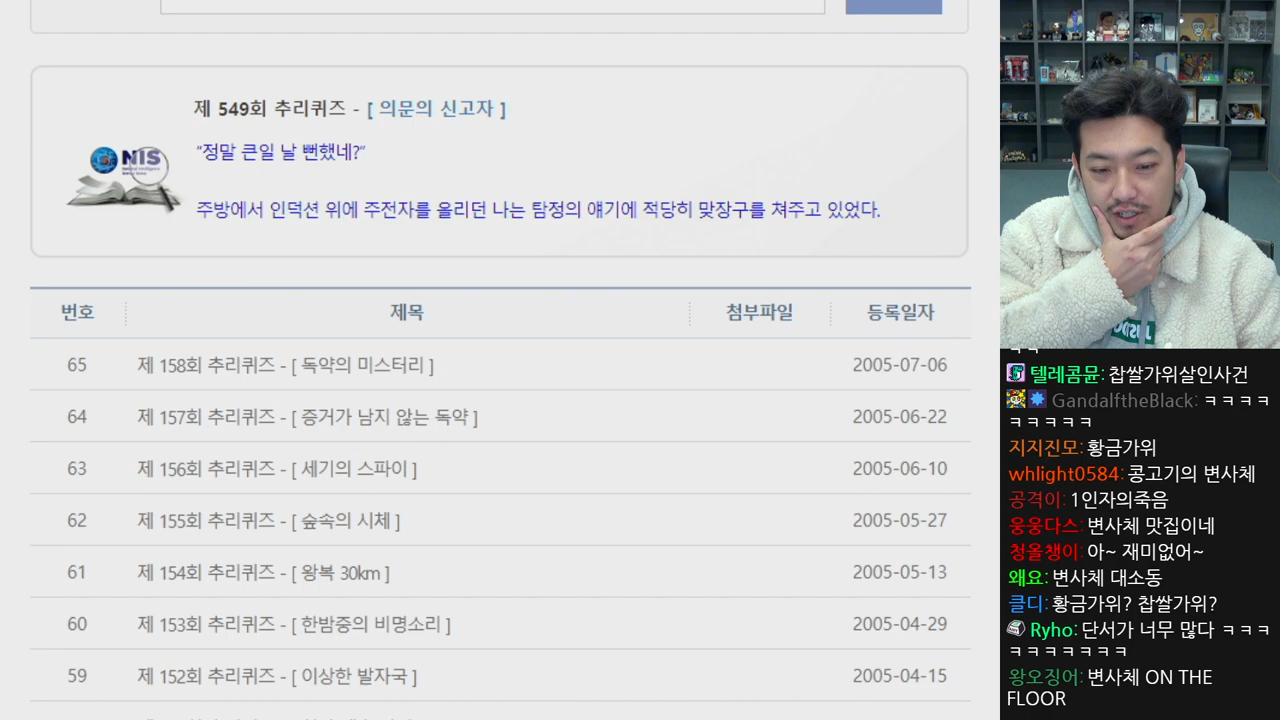 제 549회 추리퀴즈 - [ 의문의 신고자 ]
NIS
"정말 큰일 날 뻔했네?"
주방에서 인덕션 위에 주전자를 올리던 나는 탐정의 얘기에 적당히 맞장구를 쳐주고 있었다.
번호 제목 첨부파일 등록일자
65 제 158회 추리퀴즈 - [ 독약의 미스터리 ] 2005-07-06
64 제 157회 추리퀴즈 - [ 증거가 남지 않는 독약 ] 2005-06-22
63 제 156회 추리퀴즈 - [ 세기의 스파이 ] 2005-06-10
62 제 155회 추리퀴즈 - [ 숲속의 시체 ] 2005-05-27
61 제 154회 추리퀴즈 - [ 왕복 30km ] 2005-05-13
60 제 153회 추리퀴즈 - [ 한밤중의 비명소리 ] 2005-04-29
59 제 152회 추리퀴즈 - [ 이상한 발자국 ] 2005-04-15
텔레콤뮨: 찹쌀가위살인사건
GandalftheBlack: ㅋㅋㅋㅋ
ㅋㅋㅋㅋㅋ
지지진모: 황금가위
whlight0584: 콩고기의 변사체
공격이: 1인자의죽음
웅웅다스: 변사체 맛집이네
청올챙이: 아~ 재미없어~
왜요: 변사체 대소동
클디: 황금가위? 찹쌀가위?
Ryho: 단서가 너무 많다 ㅋㅋㅋ
ㅋㅋㅋㅋㅋㅋㅋ
왕오징어: 변사체 ON THE
FLOOR